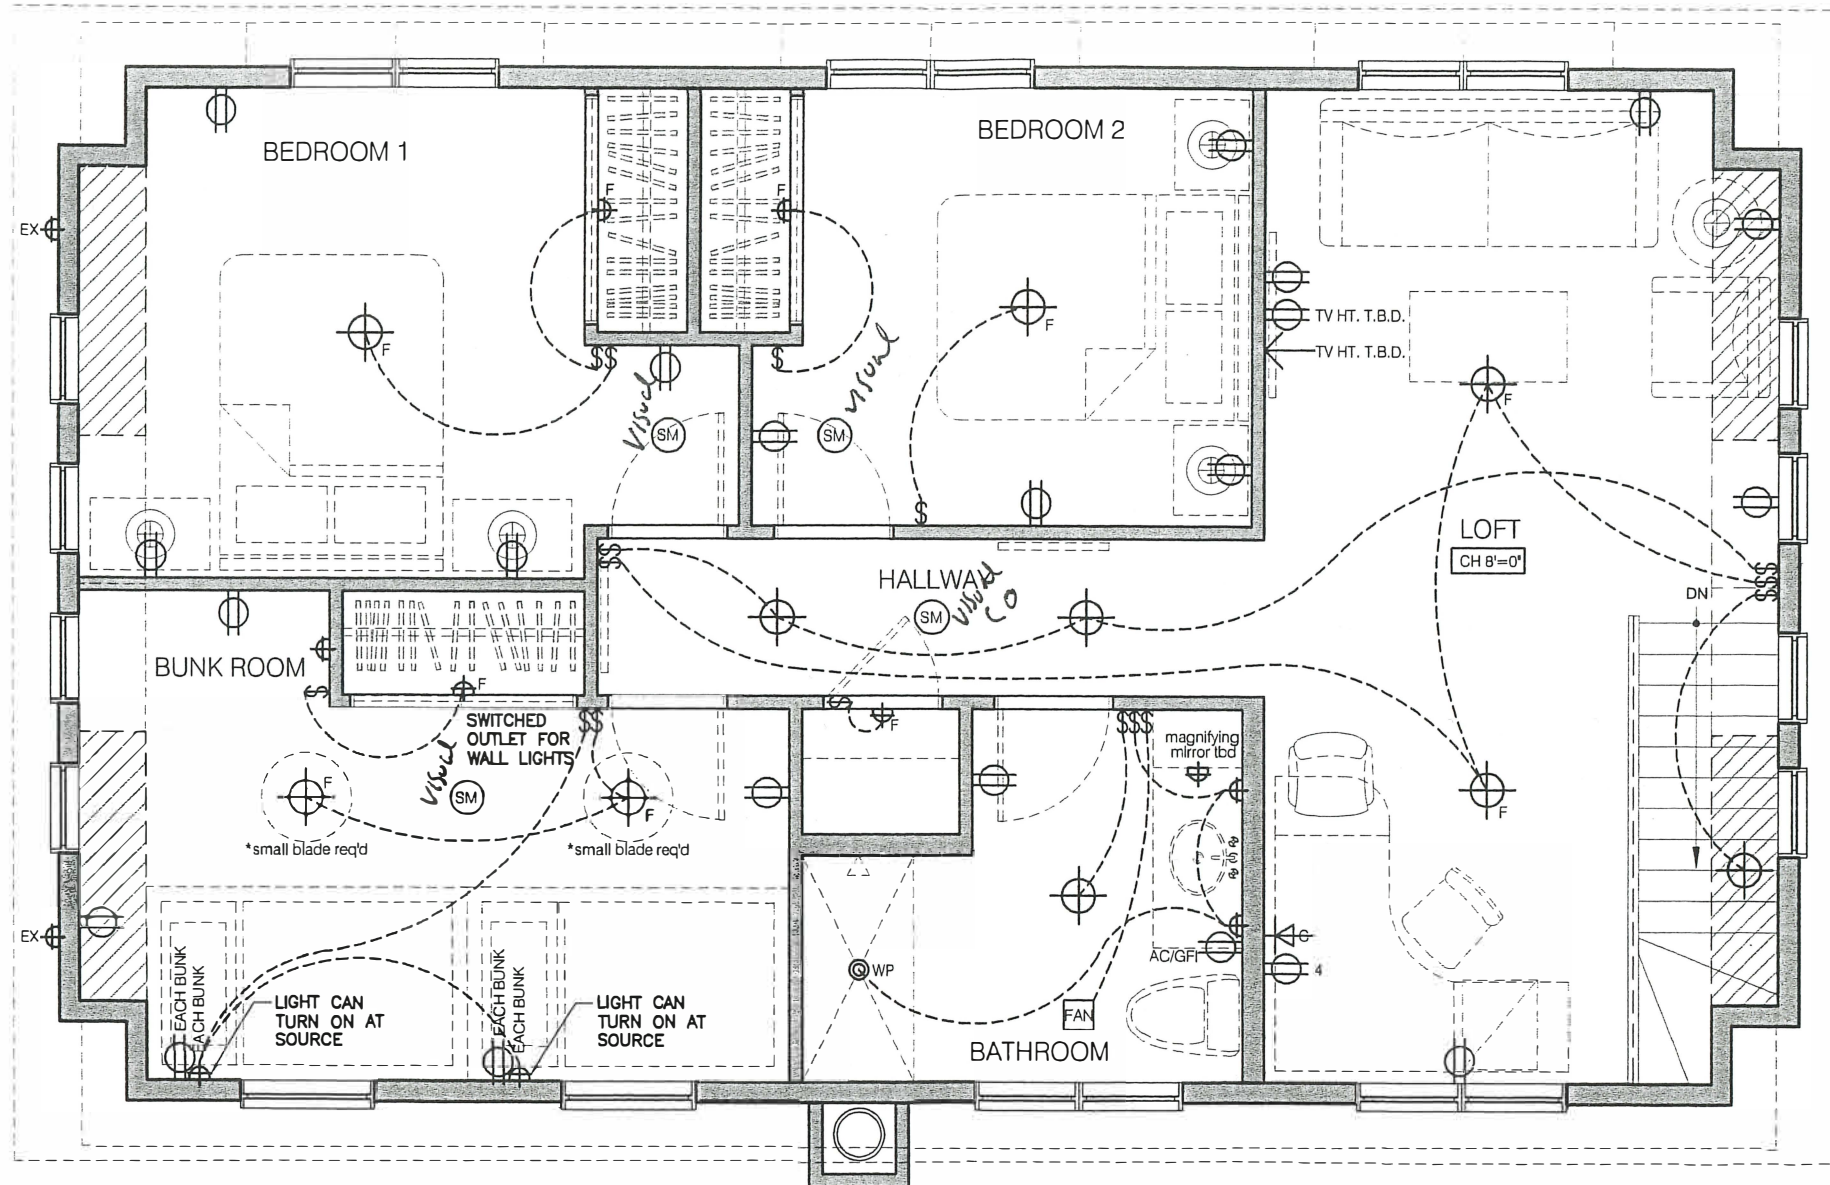 BEDROOM 1
BEDROOM 2
EX
F
F
F
F
TV HT. T.B.D.
TV HT. T.B.D.
$$
$
visual
visual
SM
SM
F
$
LOFT
CH 8'=0"
$$
HALLWAY
visual
CO
SM
$$$
DN
BUNK ROOM
$
F
$
F
SWITCHED
OUTLET FOR
WALL LIGHTS
$$
$$$
magnifying
mirror tbd
visual
SM
F
F
F
*small blade req'd
*small blade req'd
EX
C
4
AC/GFI
WP
EACH BUNK
EACH BUNK
EACH BUNK
EACH BUNK
LIGHT CAN
TURN ON AT
SOURCE
LIGHT CAN
TURN ON AT
SOURCE
FAN
BATHROOM